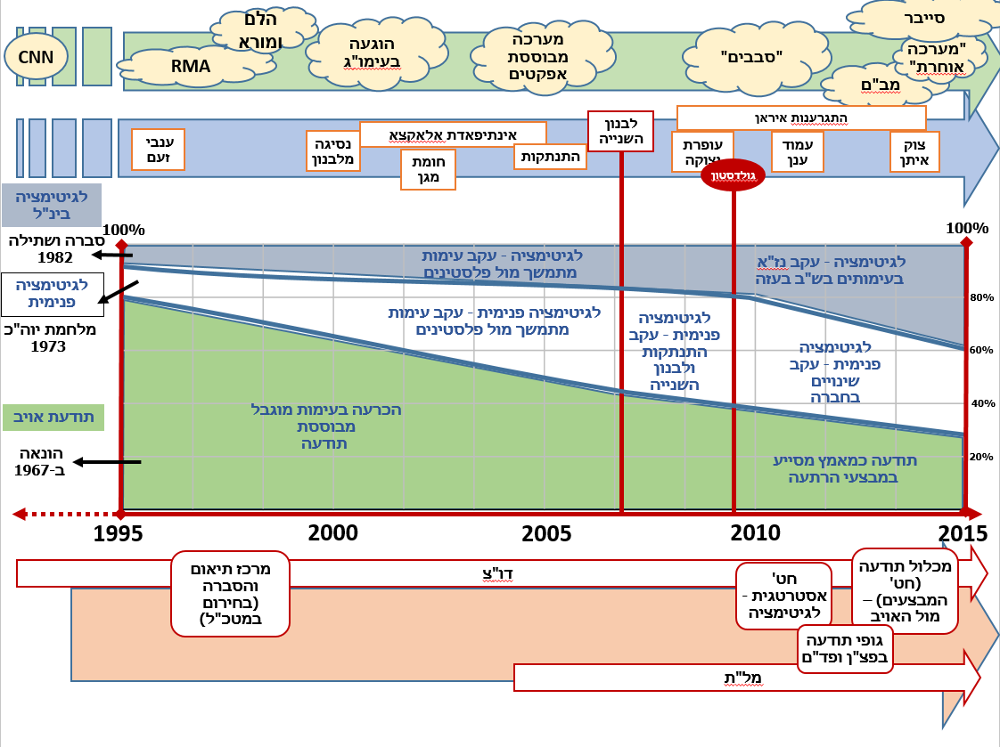 סייבר
הלם
ומורא
CNN
RMA
הוגעה
בעימו"ג
מערכה
מבוססת
אפקטים
"סבבים"
"מערכה
אוחרת"
מב"ם
ענבי
זעם
נסיגה
מלבנון
אינתיפאדת אלאקצא
חומת
מגן
התנתקות
לבנון
השנייה
התגרענות איראן
עופרת
יצוקה
גולדסטון
עמוד
ענן
צוק
איתן
לגיטימציה
בינ"ל
100%
100%
סברה ושתילה
1982
לגיטימציה
פנימית
מלחמת יוה"כ
1973
תודעת אויב
הונאה
ב-1967
לגיטימציה - עקב עימות
מתמשך מול פלסטינים
לגיטימציה - עקב נז"א
בעימותים בש"ב בעזה
לגיטימציה פנימית - עקב עימות
מתמשך מול פלסטינים
לגיטימציה
פנימית - עקב
התנתקות
ולבנון
השנייה
לגיטימציה
פנימית - עקב
שינויים
בחברה
הכרעה בעימות מוגבל
מבוססת
תודעה
תודעה כמאמץ מסייע
במבצעי הרתעה
80%
60%
40%
20%
1995
2000
2005
2010
2015
דו"צ
מרכז תיאום
והסברה
(בחירום
במטכ"ל)
חט'
אסטרטגית -
לגיטימציה
מכלול תודעה
(חט'
המבצעים) –
מול האויב
גופי תודעה
בפצ"ן ופד"ם
מל"ת